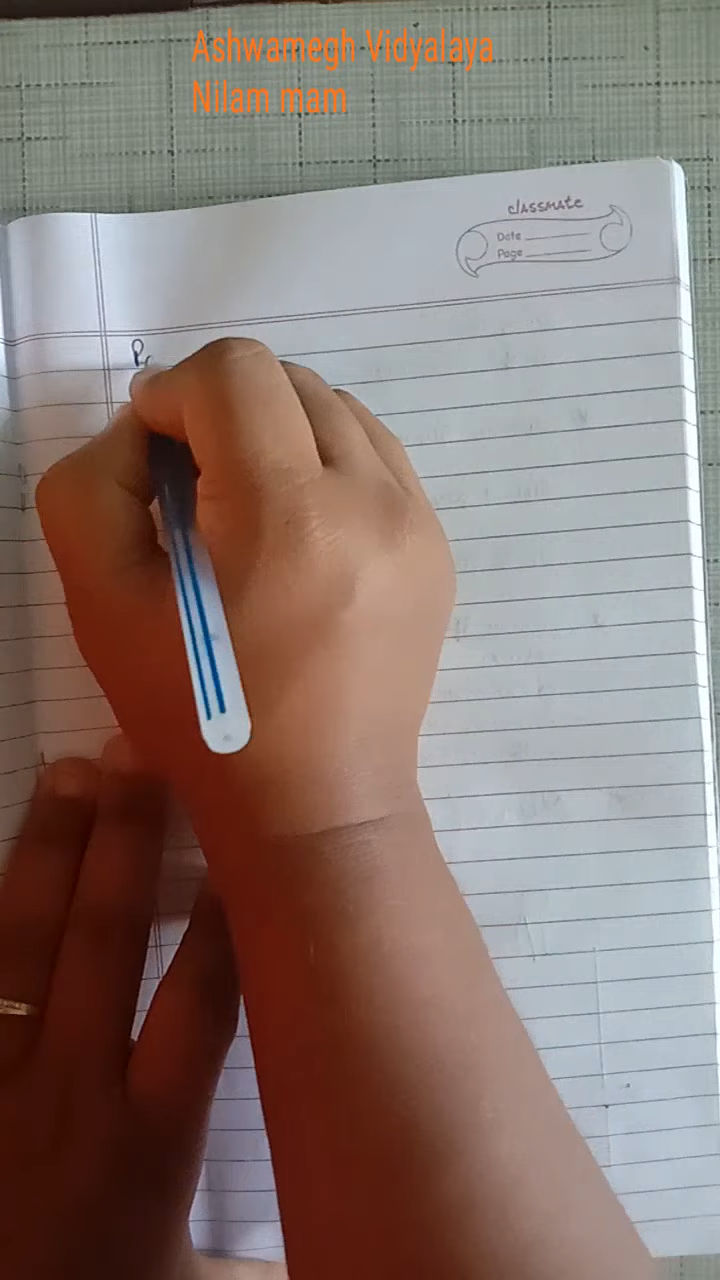 Ashwamegh Vidyalaya
Nilam mam
classmate
Date
Page